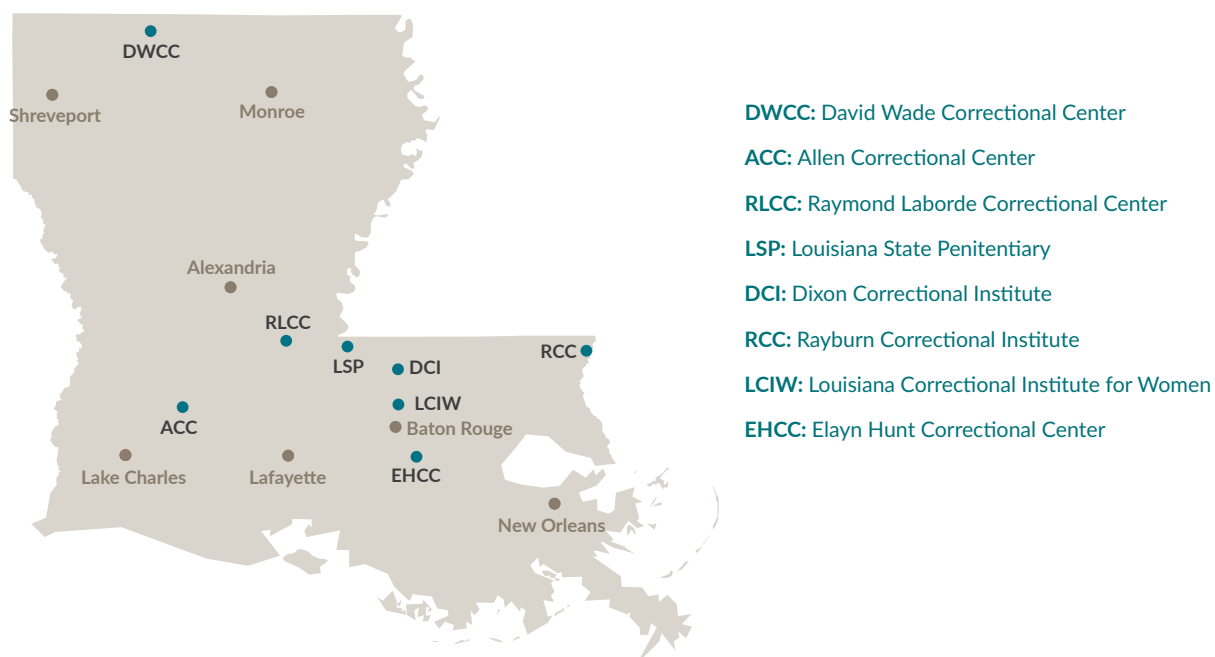 DWCC
Shreveport
Monroe
Alexandria
RLCC
LSP
RCC
DCI
LCIW
ACC
Baton Rouge
Lake Charles
Lafayette
EHCC
New Orleans
DWCC: David Wade Correctional Center
ACC: Allen Correctional Center
RLCC: Raymond Laborde Correctional Center
LSP: Louisiana State Penitentiary
DCI: Dixon Correctional Institute
RCC: Rayburn Correctional Institute
LCIW: Louisiana Correctional Institute for Women
EHCC: Elayn Hunt Correctional Center